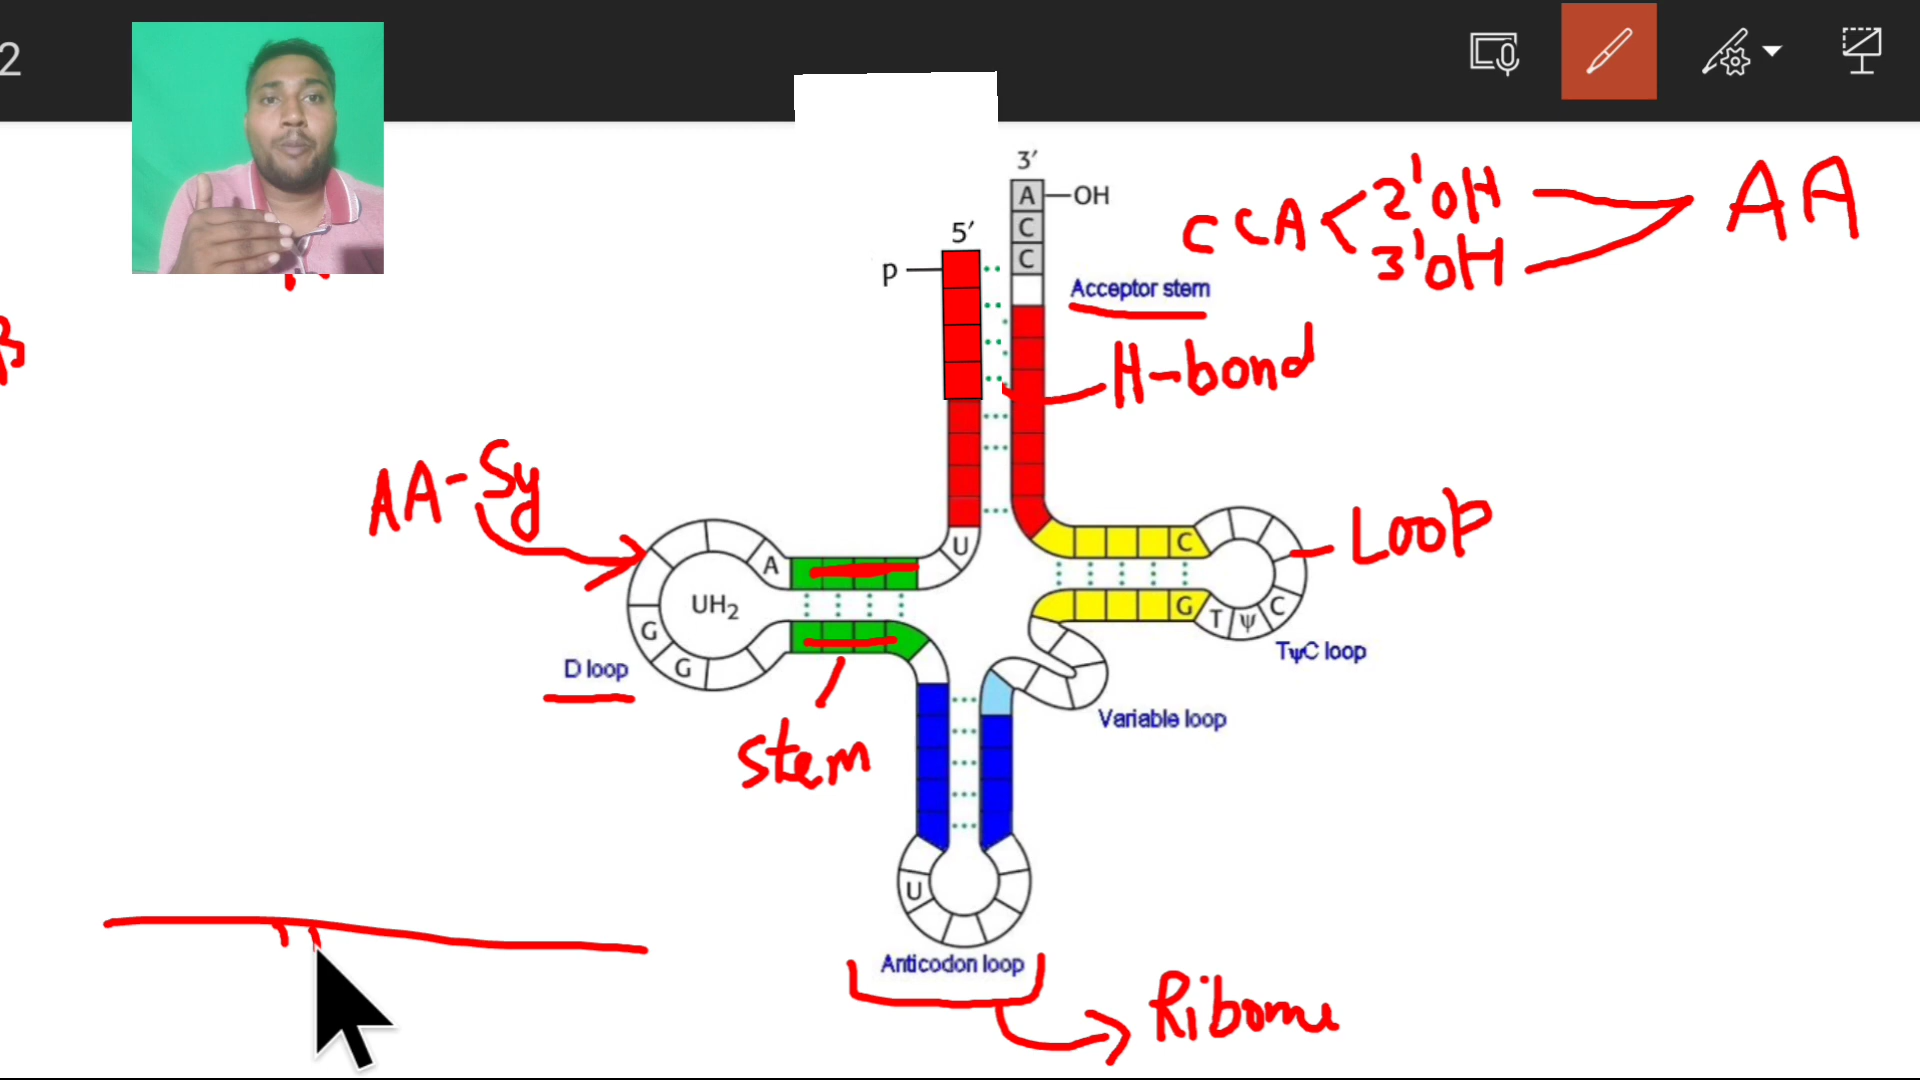 2
3′
A–OH
C
C
5′
p
CCA
2'OH
3'OH
AA
Acceptor stem
H-bond
AA-Sy
Loop
U
A
C
UH2
G
G
G
T
ψ
C
D loop
TψC loop
Variable loop
Stem
U
Anticodon loop
Ribome